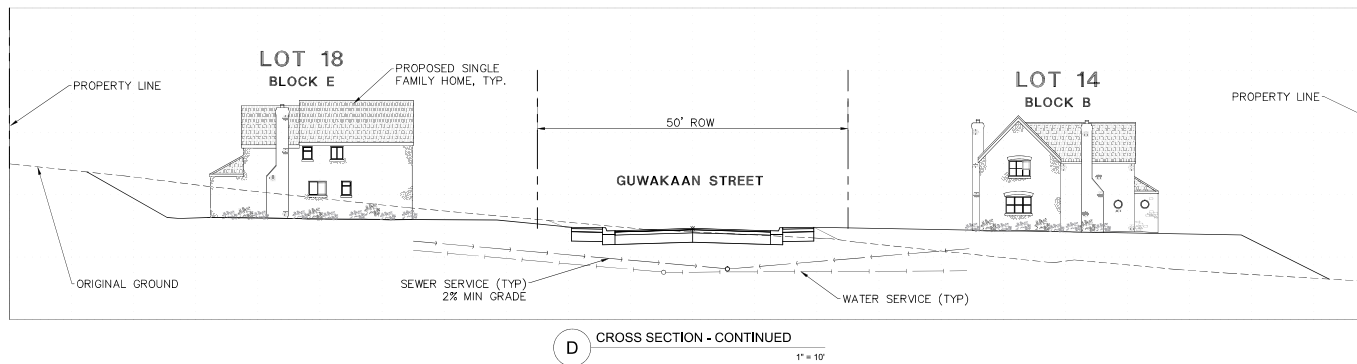 LOT 18
BLOCK E
PROPERTY LINE
PROPOSED SINGLE
FAMILY HOME, TYP.
50' ROW
GUWAKAAN STREET
LOT 14
BLOCK B
PROPERTY LINE
ORIGINAL GROUND
SEWER SERVICE (TYP)
2% MIN GRADE
WATER SERVICE (TYP)
D
CROSS SECTION - CONTINUED
1" = 10'